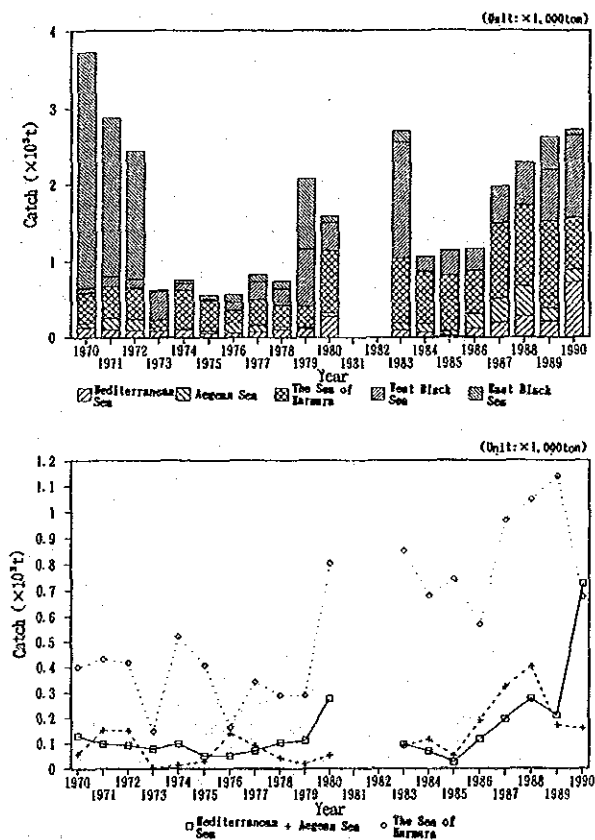 (Unit: ×1,000ton)
4
3
2
1
0
Catch (×10³t)
1970 1972 1974 1976 1978 1980 1982 1984 1986 1988 1990
1971 1973 1975 1977 1979 1981 1983 1985 1987 1989
Year
Mediterranean Sea
Aegean Sea
The Sea of Marmara
West Black Sea
East Black Sea
(Unit: ×1,000ton)
1.2
1.1
1
0.9
0.8
0.7
0.6
0.5
0.4
0.3
0.2
0.1
0
Catch (×10³t)
1970 1972 1974 1976 1978 1980 1982 1984 1986 1988 1990
1971 1973 1975 1977 1979 1981 1983 1985 1987 1989
Year
Mediterranean Sea
Aegean Sea
The Sea of Marmara